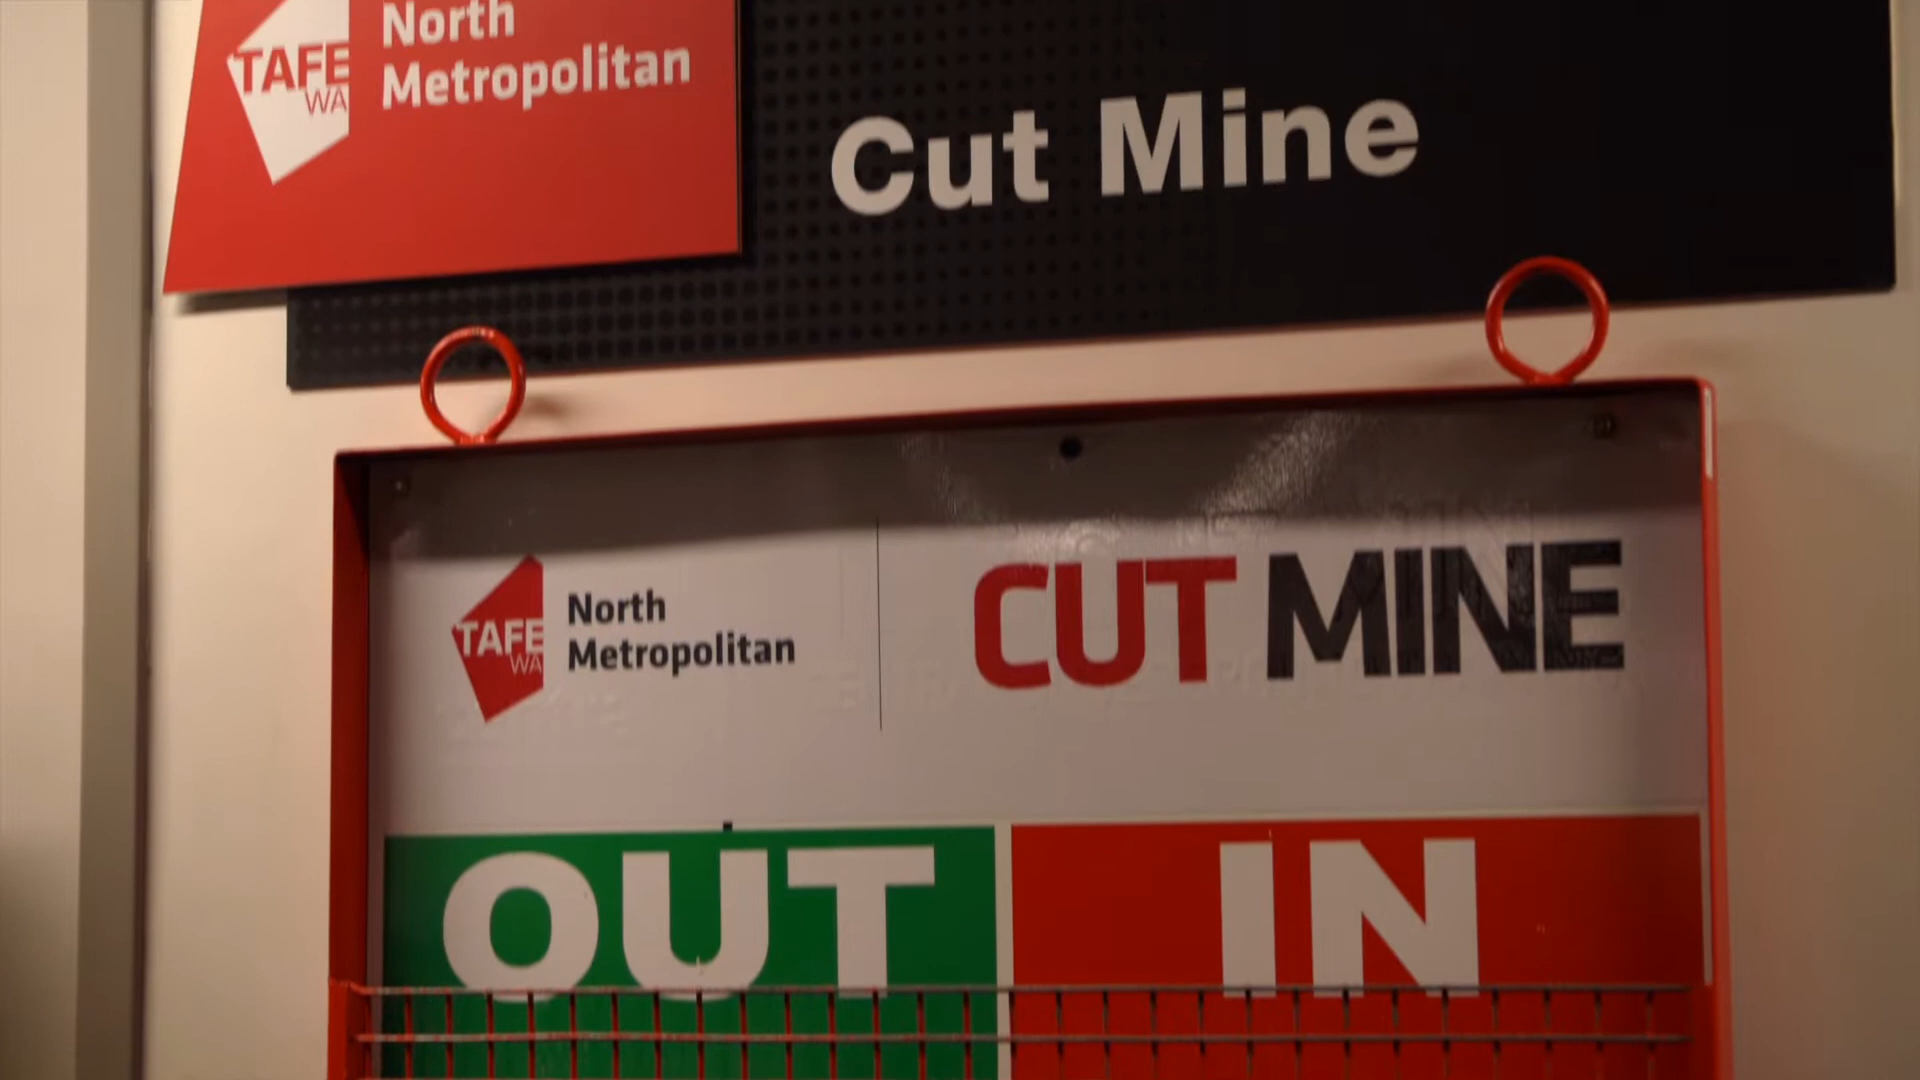 TAFE
WA
North
Metropolitan
Cut Mine
TAFE
WA
North
Metropolitan
CUT MINE
OUT
IN